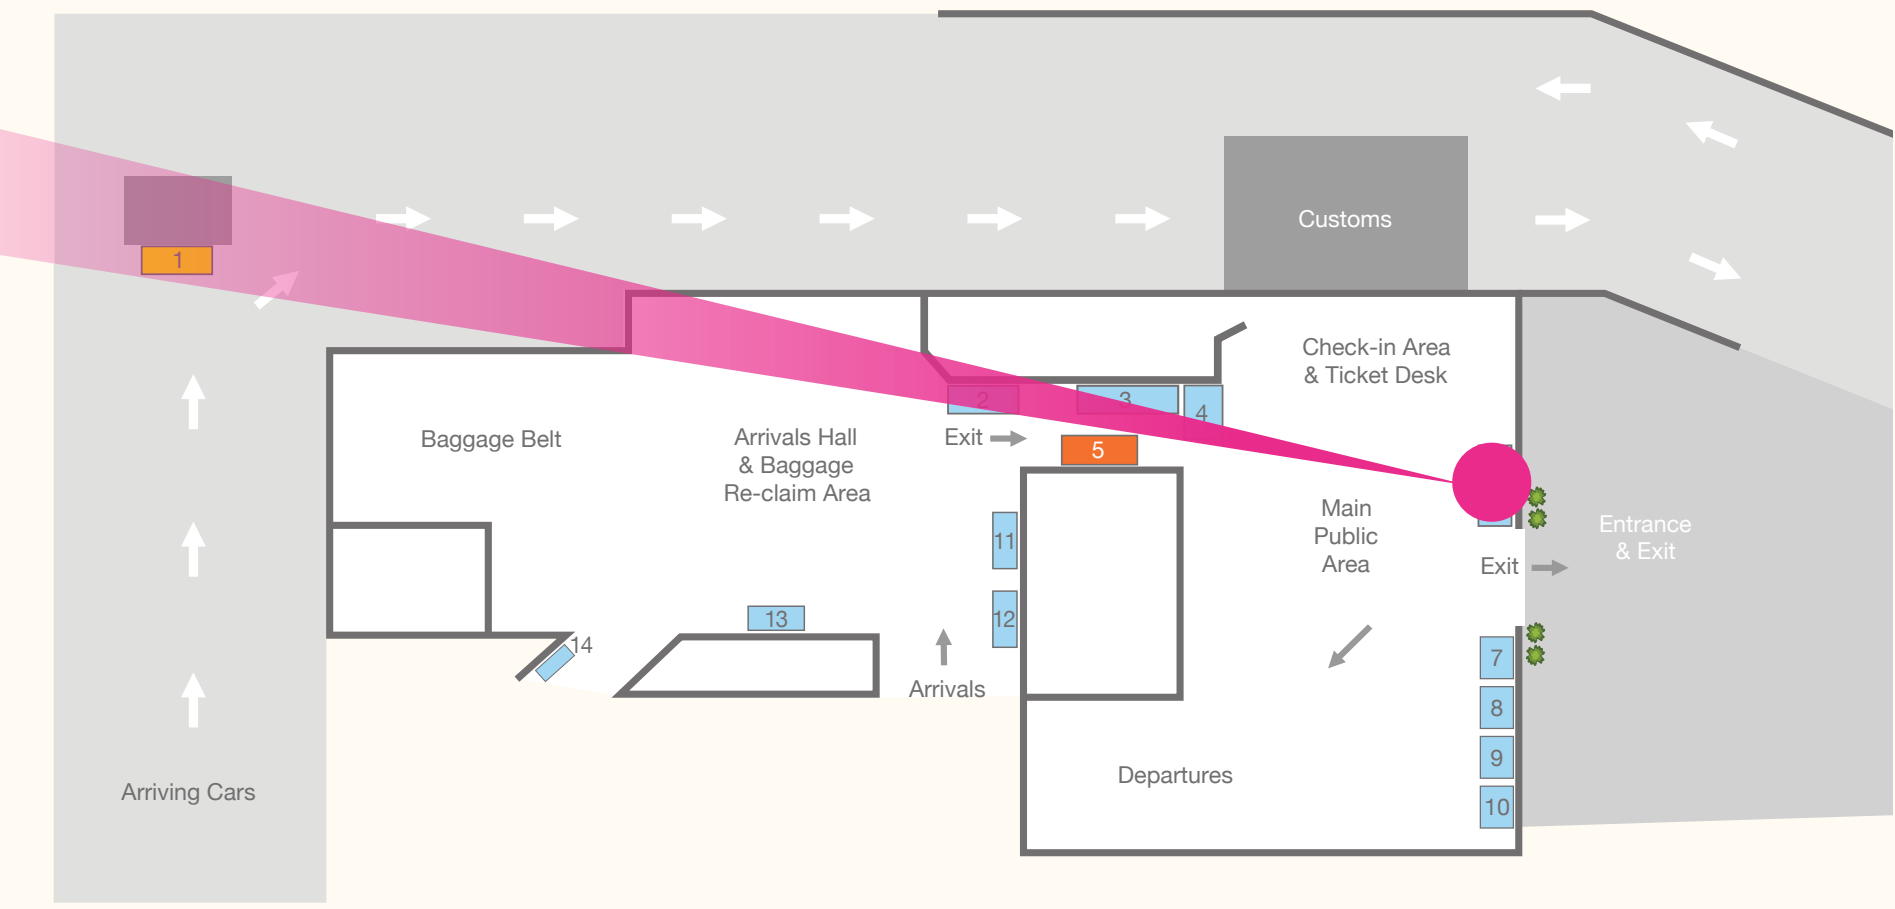 Customs
1
Check-in Area
& Ticket Desk
2
3
4
Baggage Belt
Arrivals Hall
& Baggage
Re-claim Area
Exit
5
Main
Public
Area
Entrance
& Exit
Exit
11
12
13
14
Arrivals
7
8
9
10
Departures
Arriving Cars